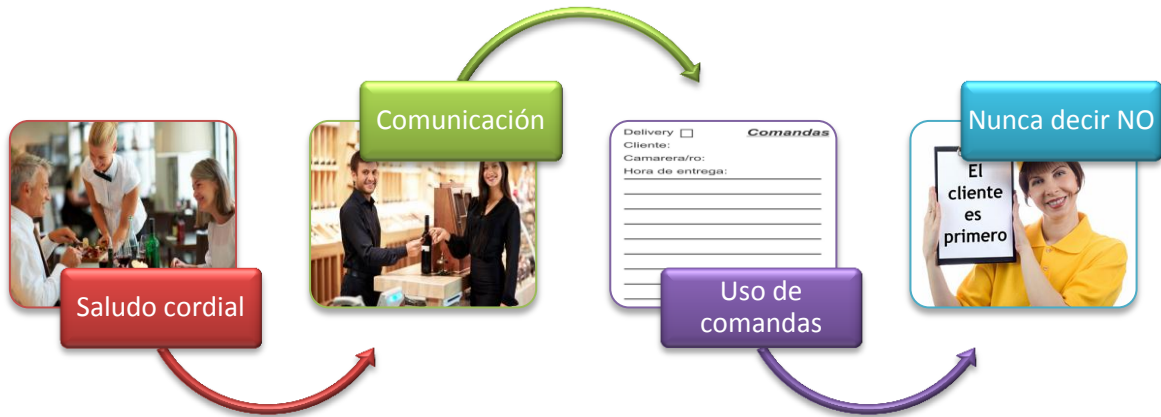 Saludo cordial
Comunicación
Delivery Comandas
Cliente:
Camarera/ro:
Hora de entrega:
Uso de
comandas
Nunca decir NO
El
cliente
es
primero